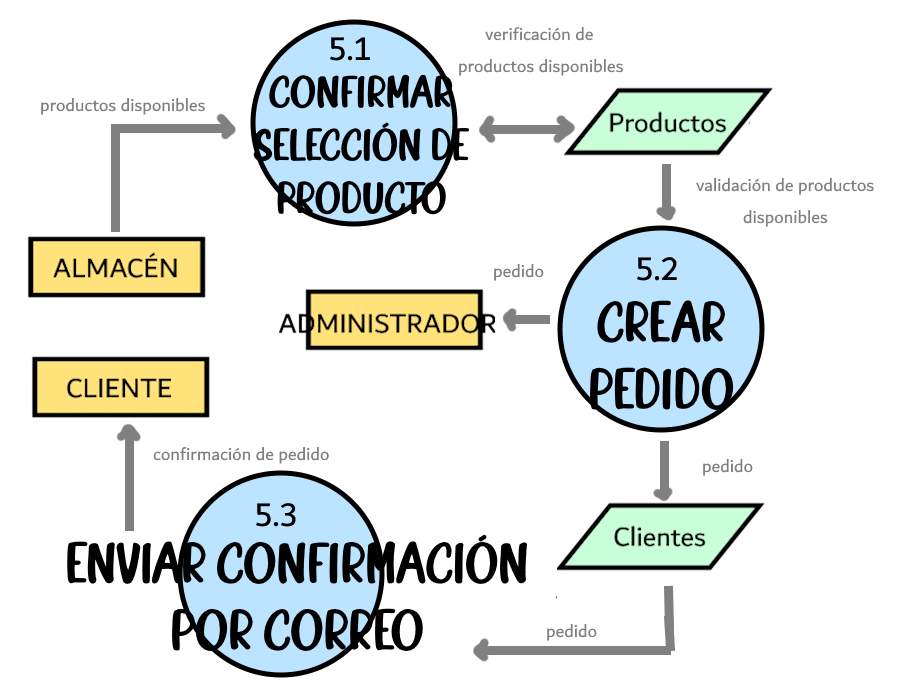 verificación de
productos disponibles
5.1
CONFIRMAR
SELECCIÓN DE
PRODUCTO
productos disponibles
Productos
validación de productos
disponibles
ALMACÉN
5.2
CREAR
PEDIDO
pedido
ADMINISTRADOR
CLIENTE
confirmación de pedido
pedido
5.3
ENVIAR CONFIRMACIÓN
POR CORREO
Clientes
pedido